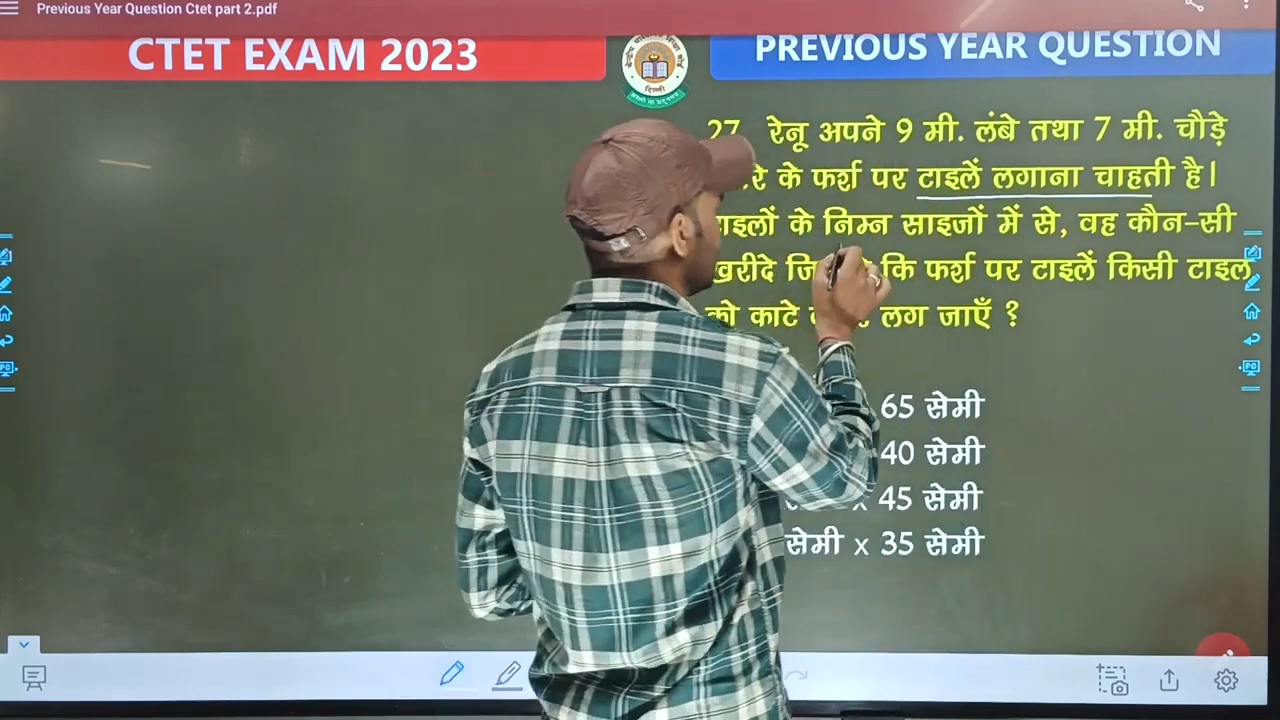 Previous Year Question Ctet part 2.pdf
CTET EXAM 2023
दिल्ली
PREVIOUS YEAR QUESTION
27. रेनू अपने 9 मी. लंबे तथा 7 मी. चौड़े
के फर्श पर टाइलें लगाना चाहती है।
के निम्न साइजों में से, वह कौन-सी
खरीदे कि फर्श पर टाइलें किसी टाइल
को काटे लग जाएँ ?
65 सेमी
40 सेमी
x 45 सेमी
सेमी x 35 सेमी